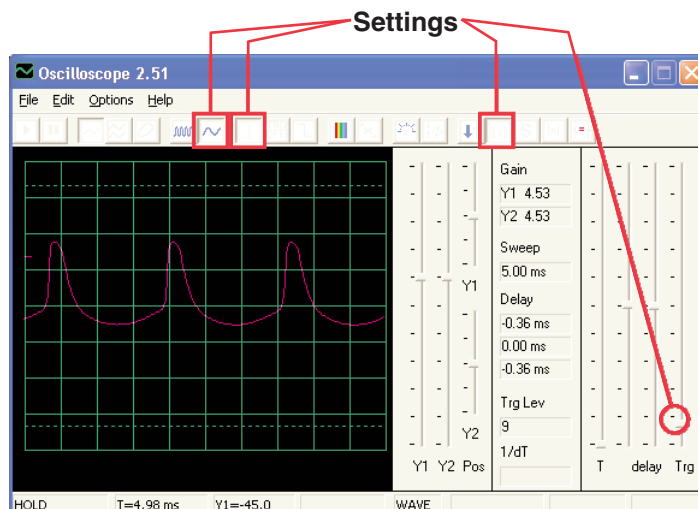 Settings
Oscilloscope 2.51
File Edit Options Help
Gain
Y1 4.53
Y2 4.53
Sweep
5.00 ms
Y1
Delay
-0.36 ms
0.00 ms
-0.36 ms
Trg Lev
9
Y2
1/dT
Y1 Y2 Pos
T delay Trg
HOLD T=4.98 ms Y1=-45.0 WAVE